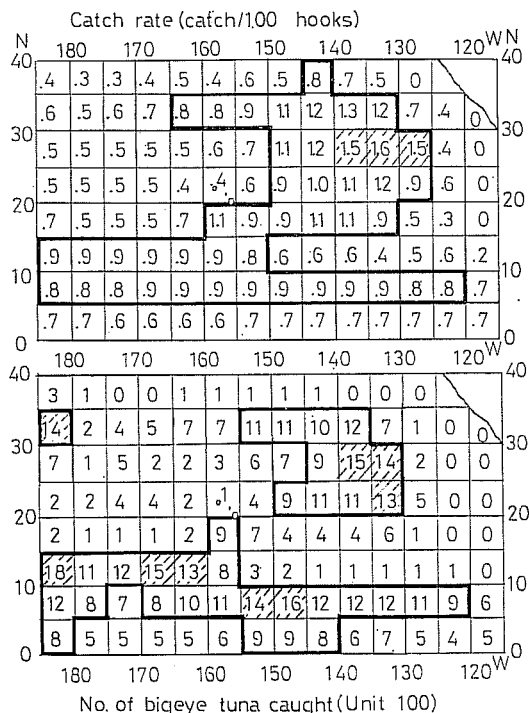 Catch rate (catch/100 hooks)
N 180 170 160 150 140 130 120 W N
40 .4 .3 .3 .4 .5 .4 .6 .5 .8 .7 .5 0 40
.6 .5 .6 .7 .8 .8 .9 1.1 12 1.3 12 .7 .4 0
30 .5 .5 .5 .5 .5 .6 .7 1.1 12 1.5 1.6 1.5 .4 0 30
.5 .5 .5 .5 .4 .4 .6 .9 1.0 1.1 12 .9 .6 0
20 .7 .5 .5 .5 .7 1.1 .9 .9 1.1 1.1 .9 .5 .3 0 20
.9 .9 .9 .9 .9 .9 .8 .6 .6 .6 .4 .5 .6 .2
10 .8 .8 .8 .9 .9 .9 .9 .9 .9 .9 .9 .8 .8 .7 10
.7 .7 .6 .6 .6 .6 .7 .7 .7 .7 .7 .7 .7 .7
0 180 170 160 150 140 130 120 W 0
40 3 1 0 0 1 1 1 1 1 0 0 0 40
14 2 4 5 7 7 11 11 10 12 7 1 0 0
30 7 1 5 2 2 3 6 7 9 15 14 2 0 0 30
2 2 4 4 2 1 4 9 11 11 13 5 0 0
20 2 1 1 1 2 9 7 4 4 4 6 1 0 0 20
18 11 12 15 13 8 3 2 1 1 1 1 1 0
10 12 8 7 8 10 11 14 16 12 12 12 11 9 6 10
8 5 5 5 5 6 9 9 8 6 7 5 4 5
0 0
180 170 160 150 140 130 120 W
No. of bigeye tuna caught (Unit 100)